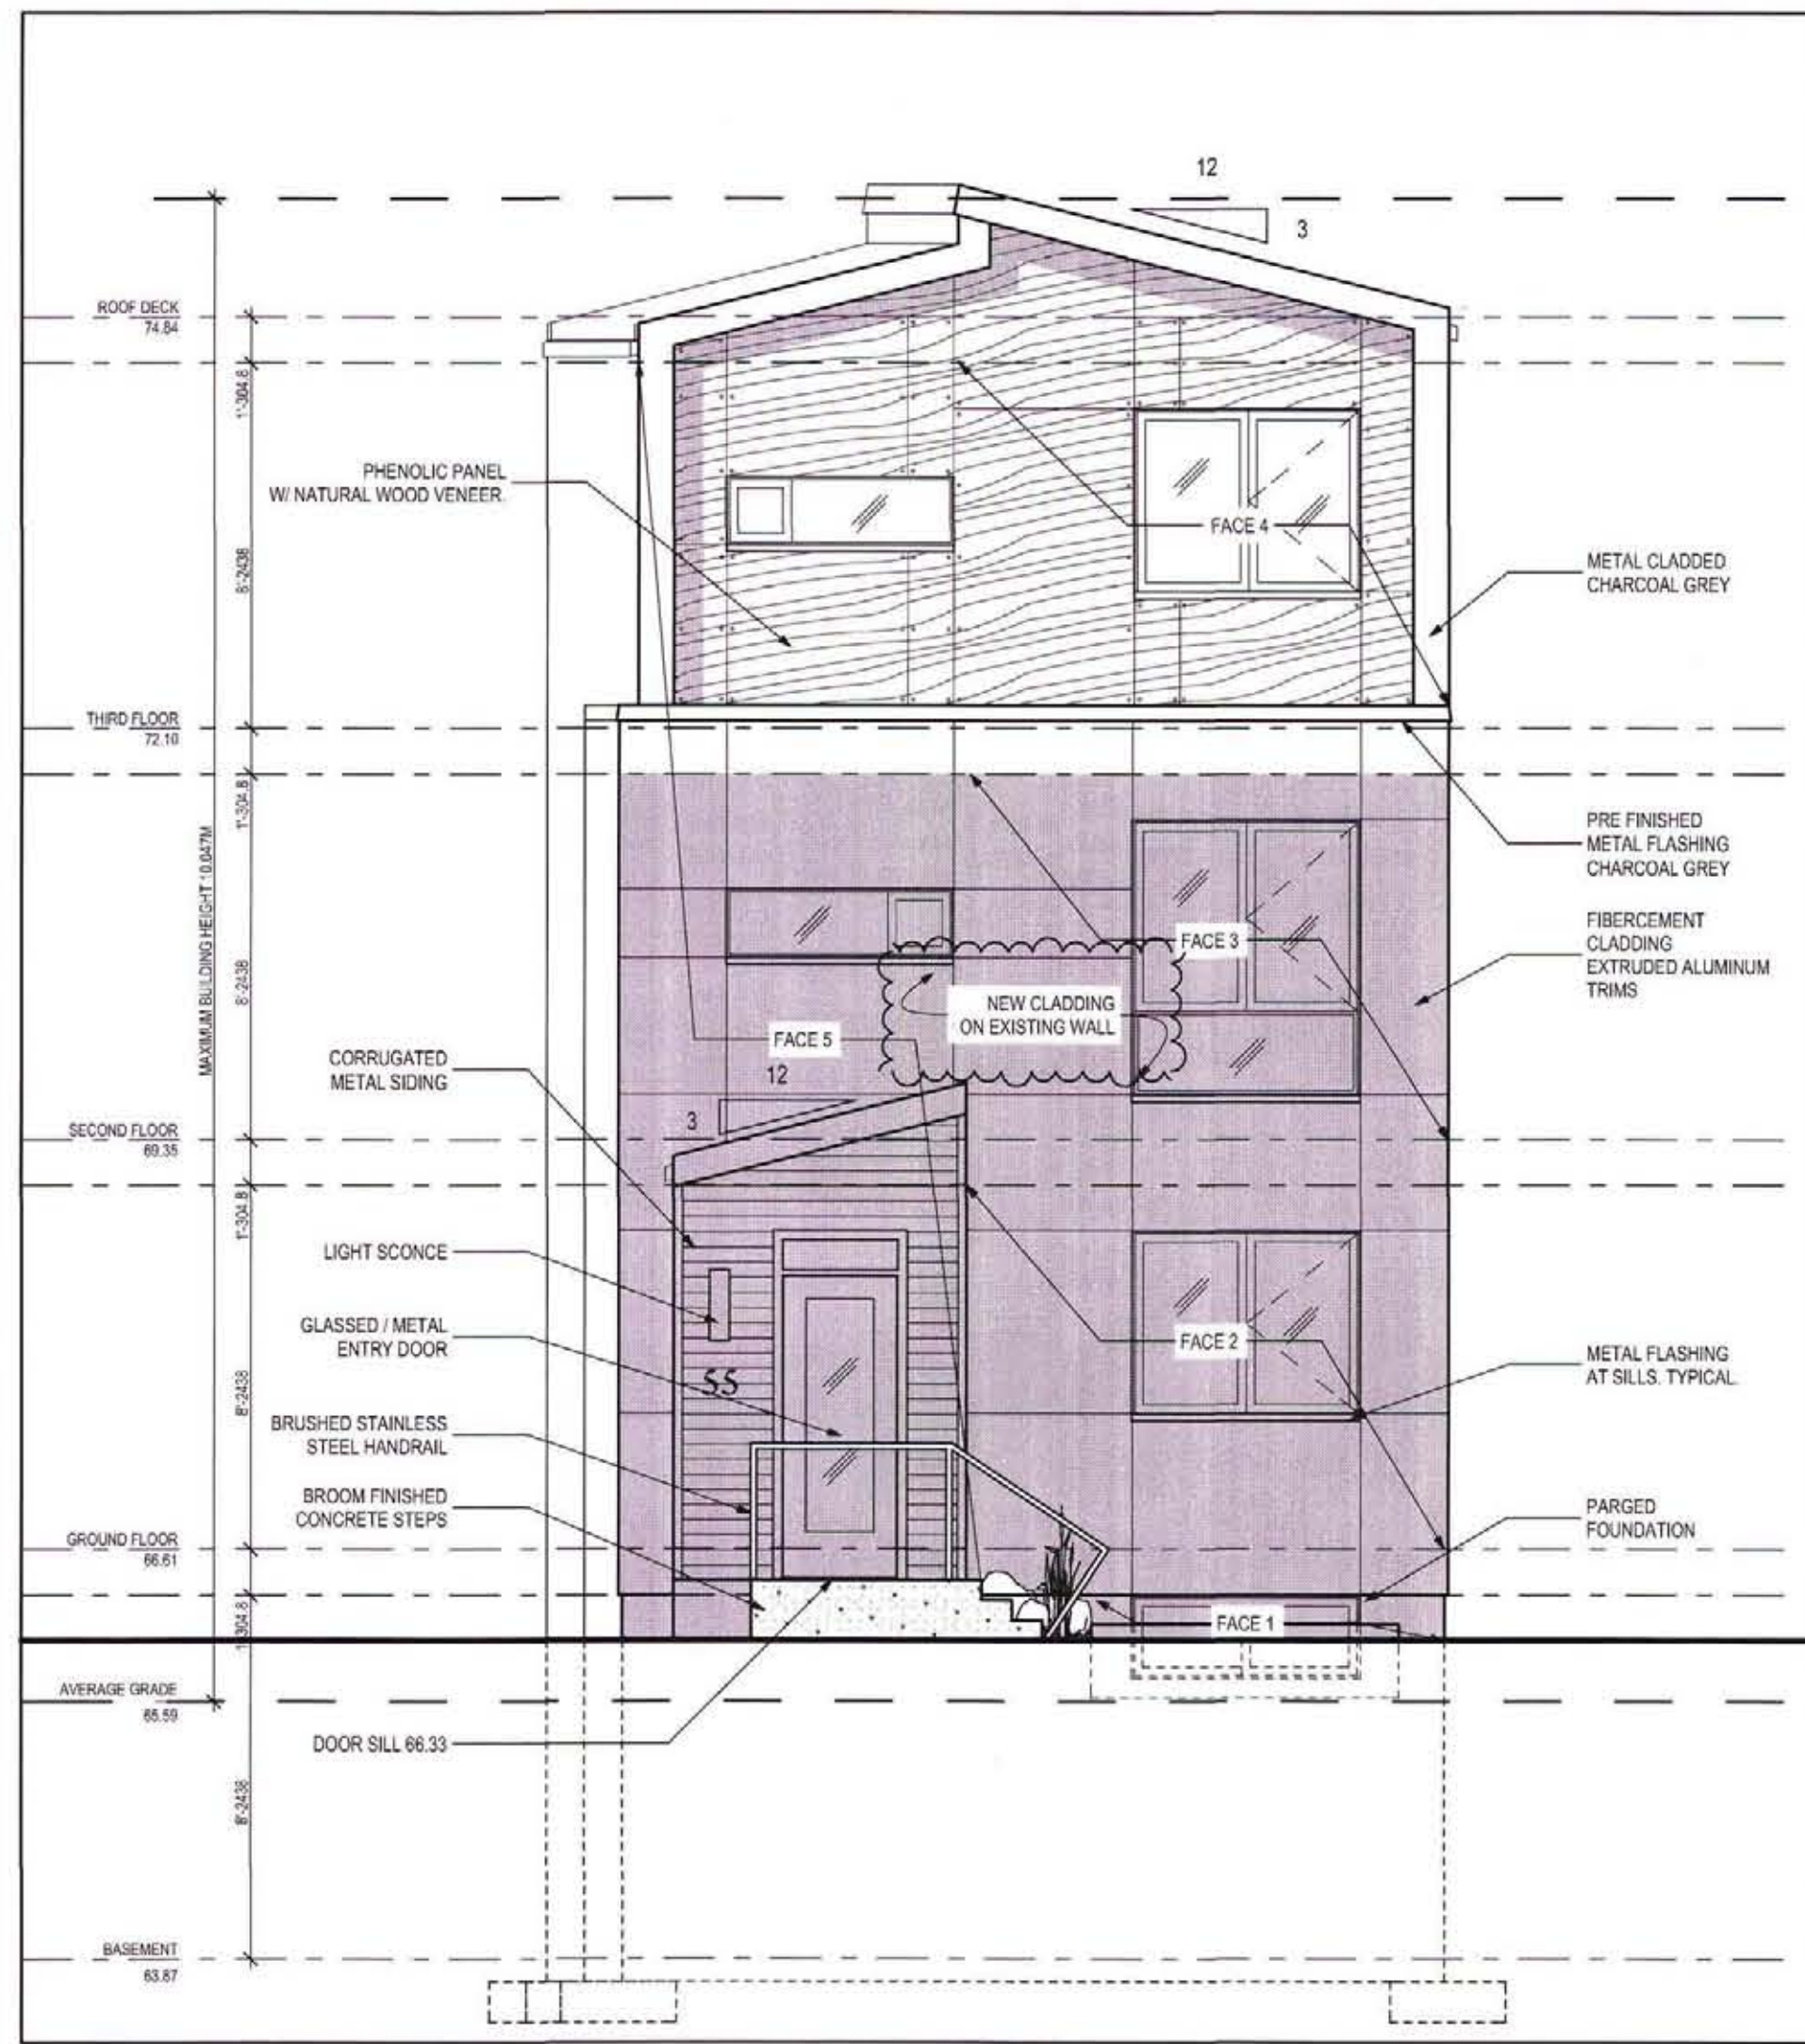 12
3
ROOF DECK
74.84
1'-304.8
PHENOLIC PANEL
W/ NATURAL WOOD VENEER.
FACE 4
8'-2438
METAL CLADDED
CHARCOAL GREY
THIRD FLOOR
72.10
1'-304.8
MAXIMUM BUILDING HEIGHT 10.047M
PRE FINISHED
METAL FLASHING
CHARCOAL GREY
FIBERCEMENT
CLADDING
EXTRUDED ALUMINUM
TRIMS
FACE 3
8'-2438
NEW CLADDING
ON EXISTING WALL
FACE 5
CORRUGATED
METAL SIDING
12
3
SECOND FLOOR
69.35
1'-304.8
LIGHT SCONCE
GLASSED / METAL
ENTRY DOOR
FACE 2
METAL FLASHING
AT SILLS. TYPICAL.
55
8'-2438
BRUSHED STAINLESS
STEEL HANDRAIL
BROOM FINISHED
CONCRETE STEPS
PARGED
FOUNDATION
GROUND FLOOR
66.61
1'-304.8
FACE 1
AVERAGE GRADE
65.59
DOOR SILL 66.33
8'-2438
BASEMENT
63.87